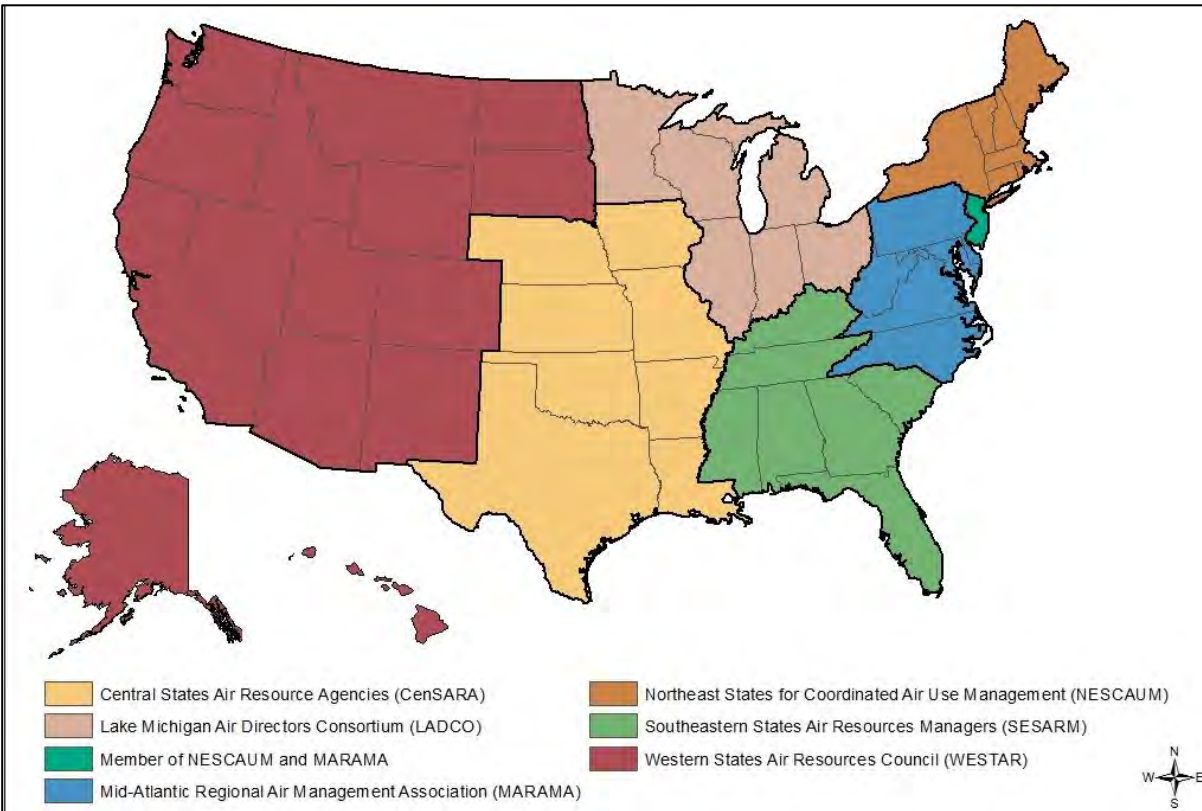 Central States Air Resource Agencies (CenSARA)
Lake Michigan Air Directors Consortium (LADCO)
Member of NESCAUM and MARAMA
Mid-Atlantic Regional Air Management Association (MARAMA)
Northeast States for Coordinated Air Use Management (NESCAUM)
Southeastern States Air Resources Managers (SESARM)
Western States Air Resources Council (WESTAR)
N
W E
S